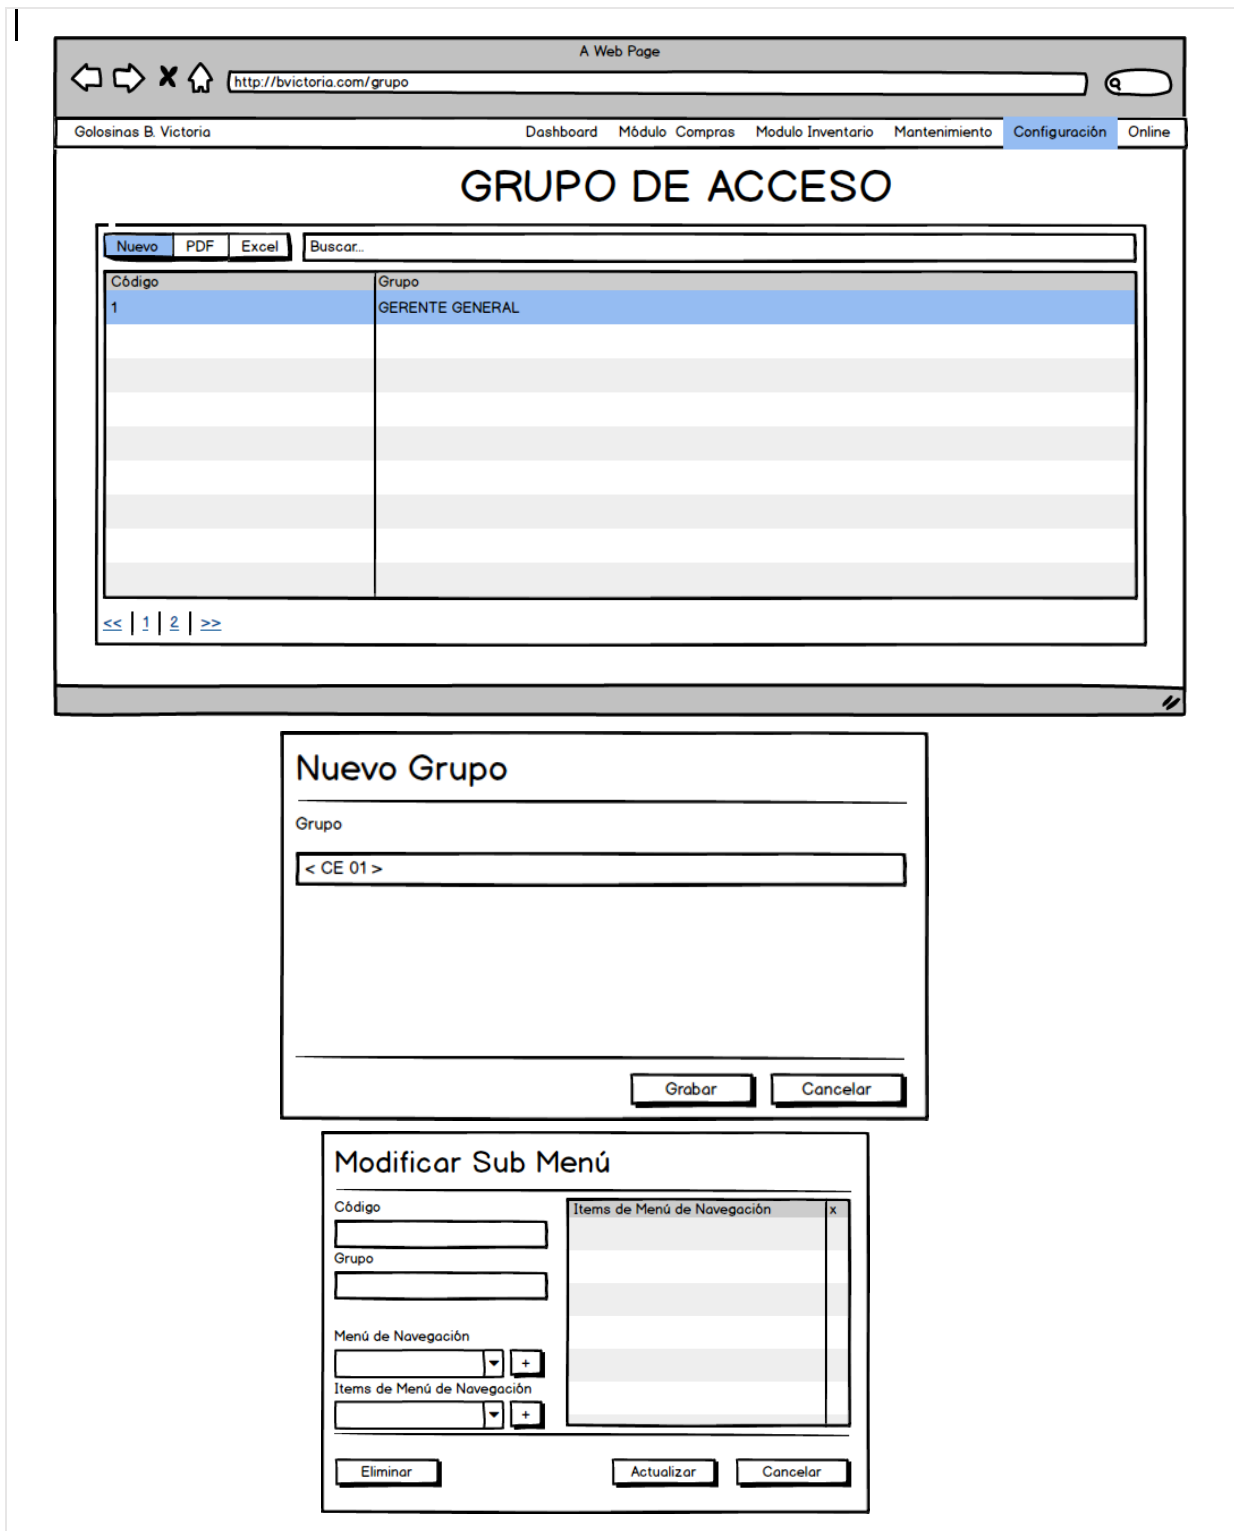 A Web Page
http://bvictoria.com/grupo
Golosinas B. Victoria Dashboard Módulo Compras Modulo Inventario Mantenimiento Configuración Online
GRUPO DE ACCESO
Nuevo PDF Excel Buscar...
Código Grupo
1 GERENTE GENERAL
<< 1 2 >>
Nuevo Grupo
Grupo
< CE 01 >
Grabar Cancelar
Modificar Sub Menú
Código
Grupo
Menú de Navegación
+
Items de Menú de Navegación
+
Items de Menú de Navegación x
Eliminar Actualizar Cancelar